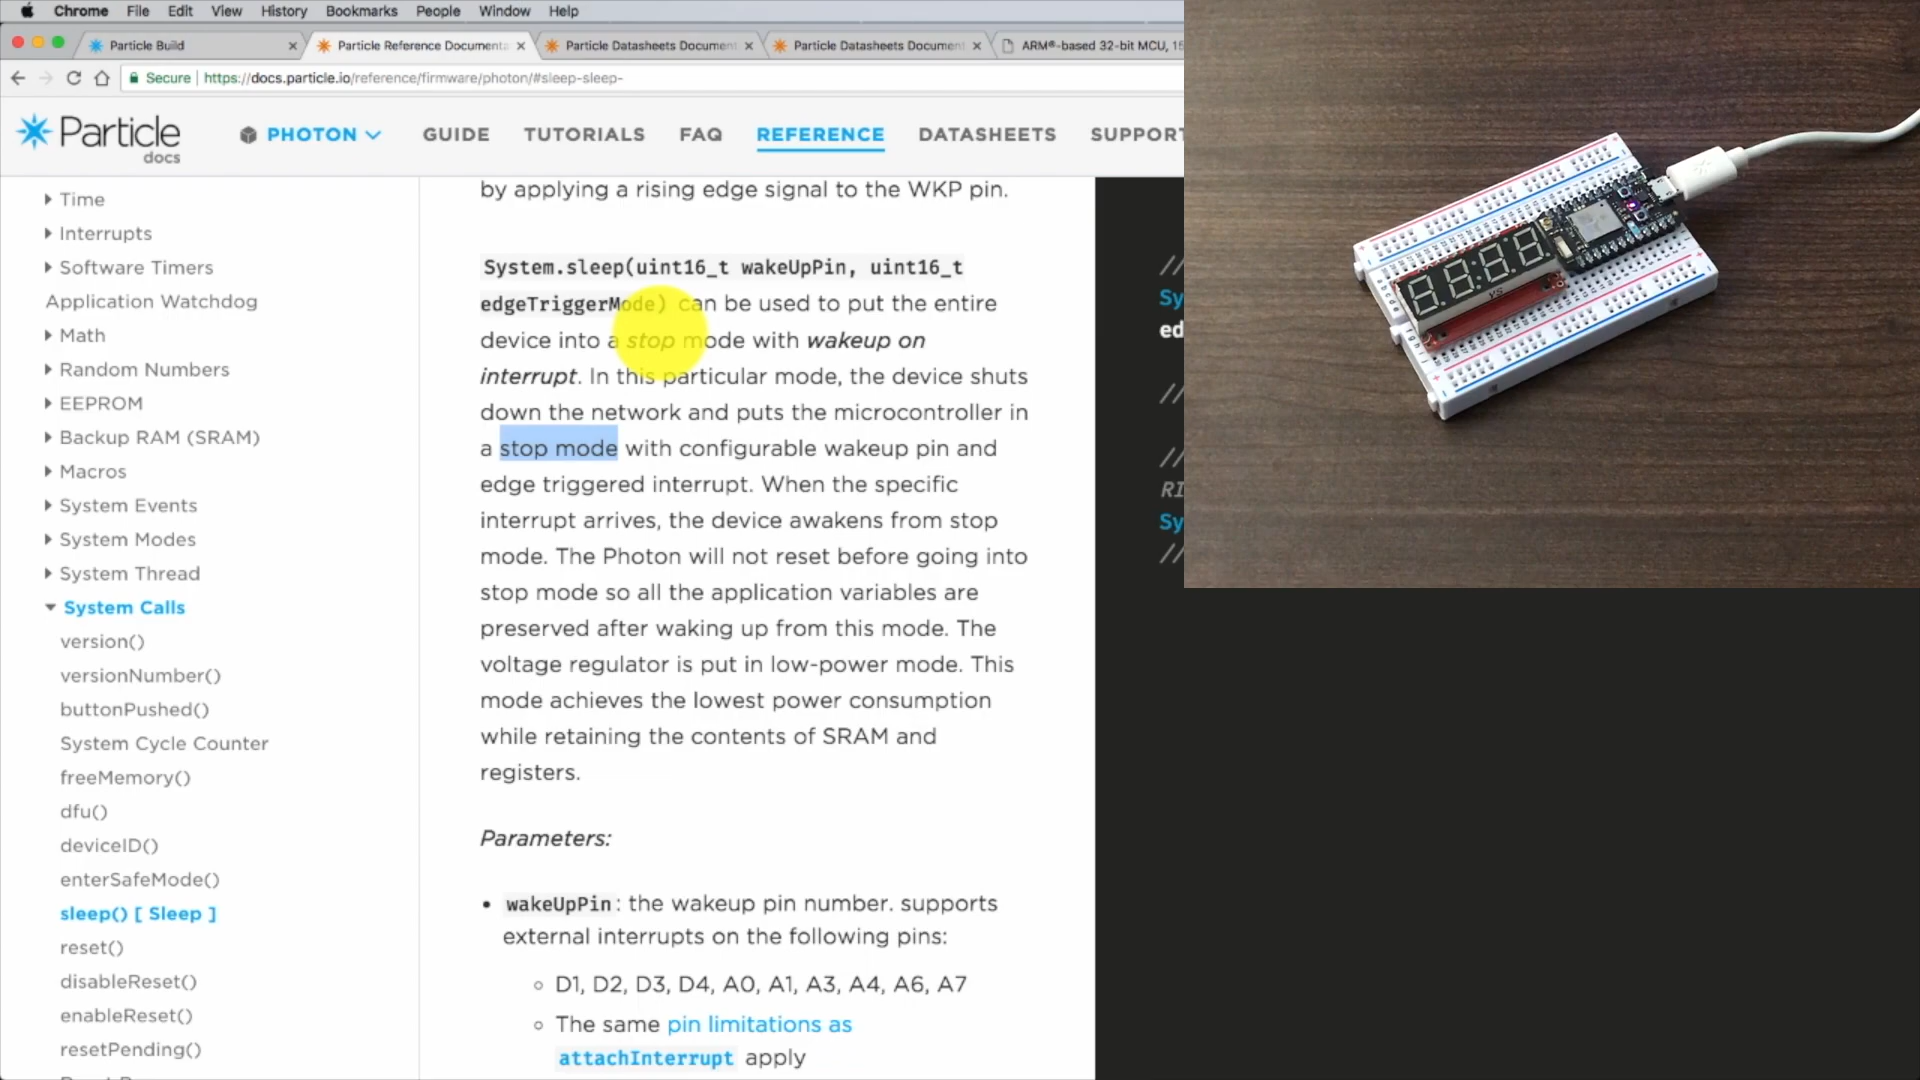 Chrome File Edit View History Bookmarks People Window Help
Particle Build
Particle Reference Documenta
Particle Datasheets Document
Particle Datasheets Document
ARM®-based 32-bit MCU, 15
Secure https://docs.particle.io/reference/firmware/photon/#sleep-sleep-
Particle docs
PHOTON GUIDE TUTORIALS FAQ REFERENCE DATASHEETS SUPPORT
Time
Interrupts
Software Timers
Application Watchdog
Math
Random Numbers
EEPROM
Backup RAM (SRAM)
Macros
System Events
System Modes
System Thread
System Calls
version()
versionNumber()
buttonPushed()
System Cycle Counter
freeMemory()
dfu()
deviceID()
enterSafeMode()
sleep() [ Sleep ]
reset()
disableReset()
enableReset()
resetPending()
by applying a rising edge signal to the WKP pin.
System.sleep(uint16_t wakeUpPin, uint16_t
edgeTriggerMode) can be used to put the entire
device into a stop mode with wakeup on
interrupt. In this particular mode, the device shuts
down the network and puts the microcontroller in
a stop mode with configurable wakeup pin and
edge triggered interrupt. When the specific
interrupt arrives, the device awakens from stop
mode. The Photon will not reset before going into
stop mode so all the application variables are
preserved after waking up from this mode. The
voltage regulator is put in low-power mode. This
mode achieves the lowest power consumption
while retaining the contents of SRAM and
registers.
Parameters:
• wakeUpPin: the wakeup pin number. supports
external interrupts on the following pins:
D1, D2, D3, D4, A0, A1, A3, A4, A6, A7
The same pin limitations as
attachInterrupt apply
//
Sy
ed
//
//
RI
Sy
//